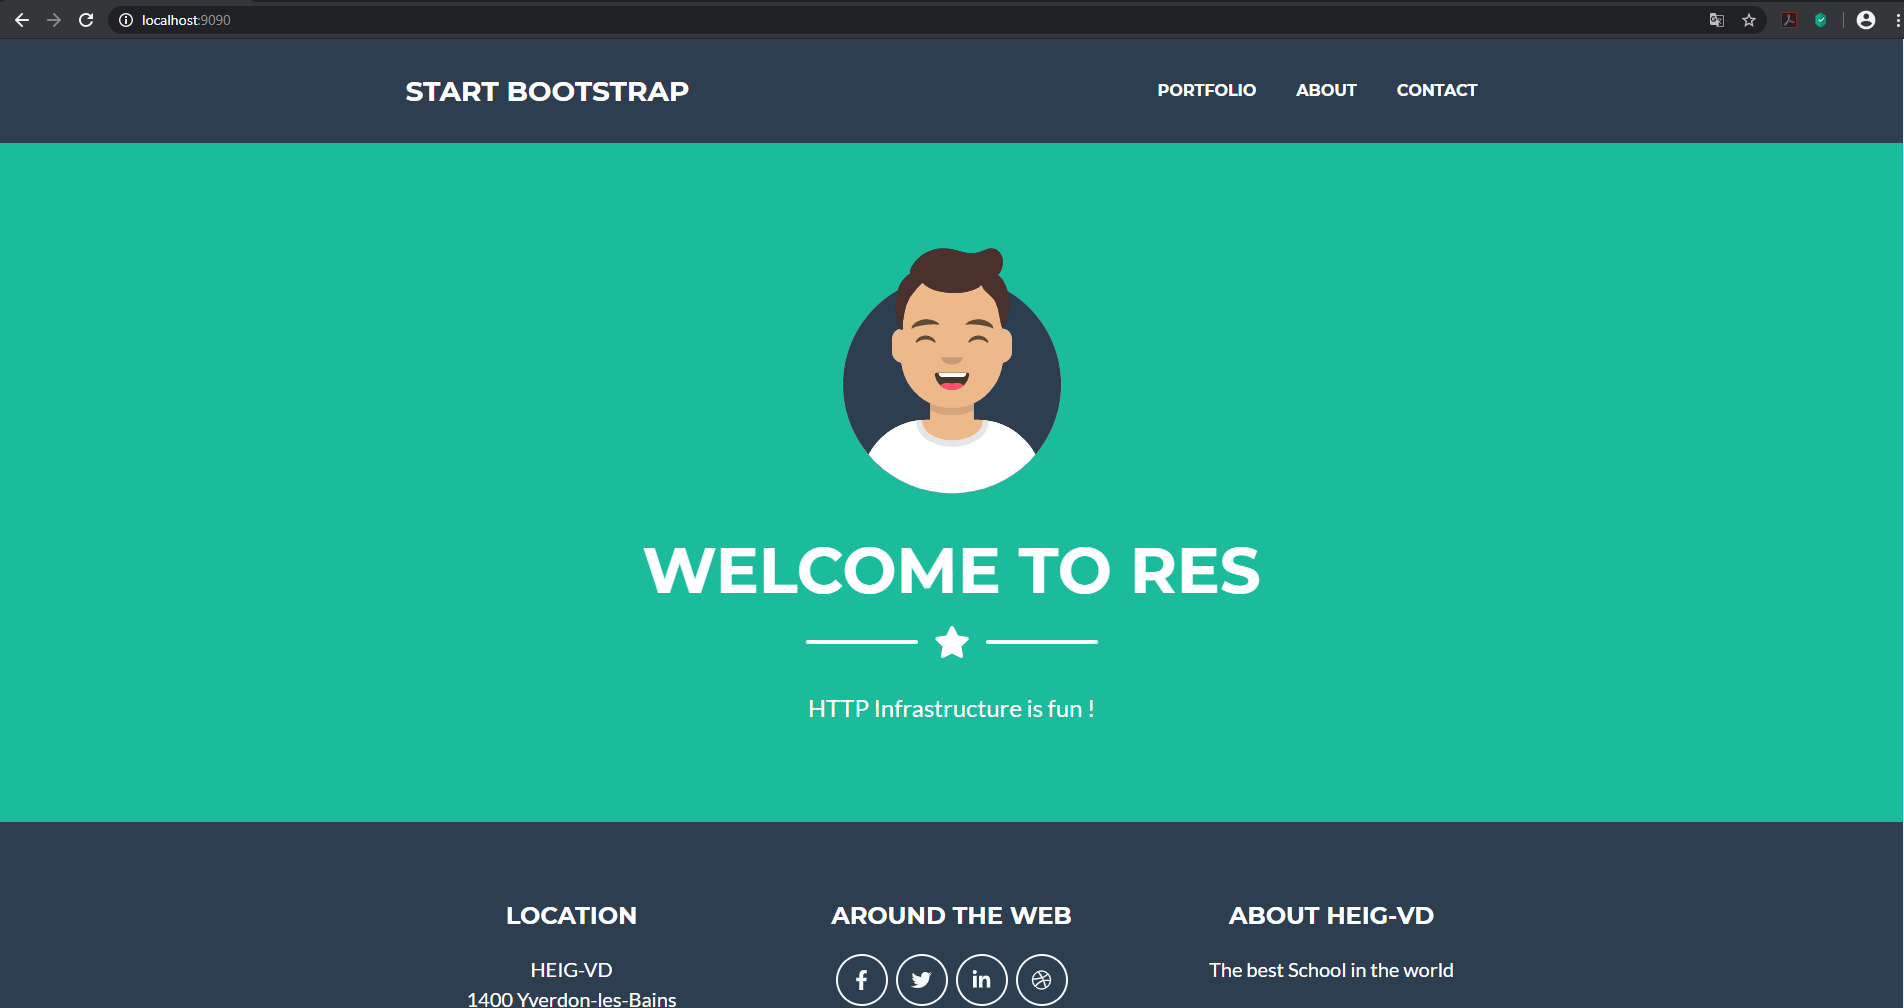 localhost:9090
START BOOTSTRAP
PORTFOLIO ABOUT CONTACT
WELCOME TO RES
HTTP Infrastructure is fun !
LOCATION
HEIG-VD
1400 Yverdon-les-Bains
AROUND THE WEB
ABOUT HEIG-VD
The best School in the world